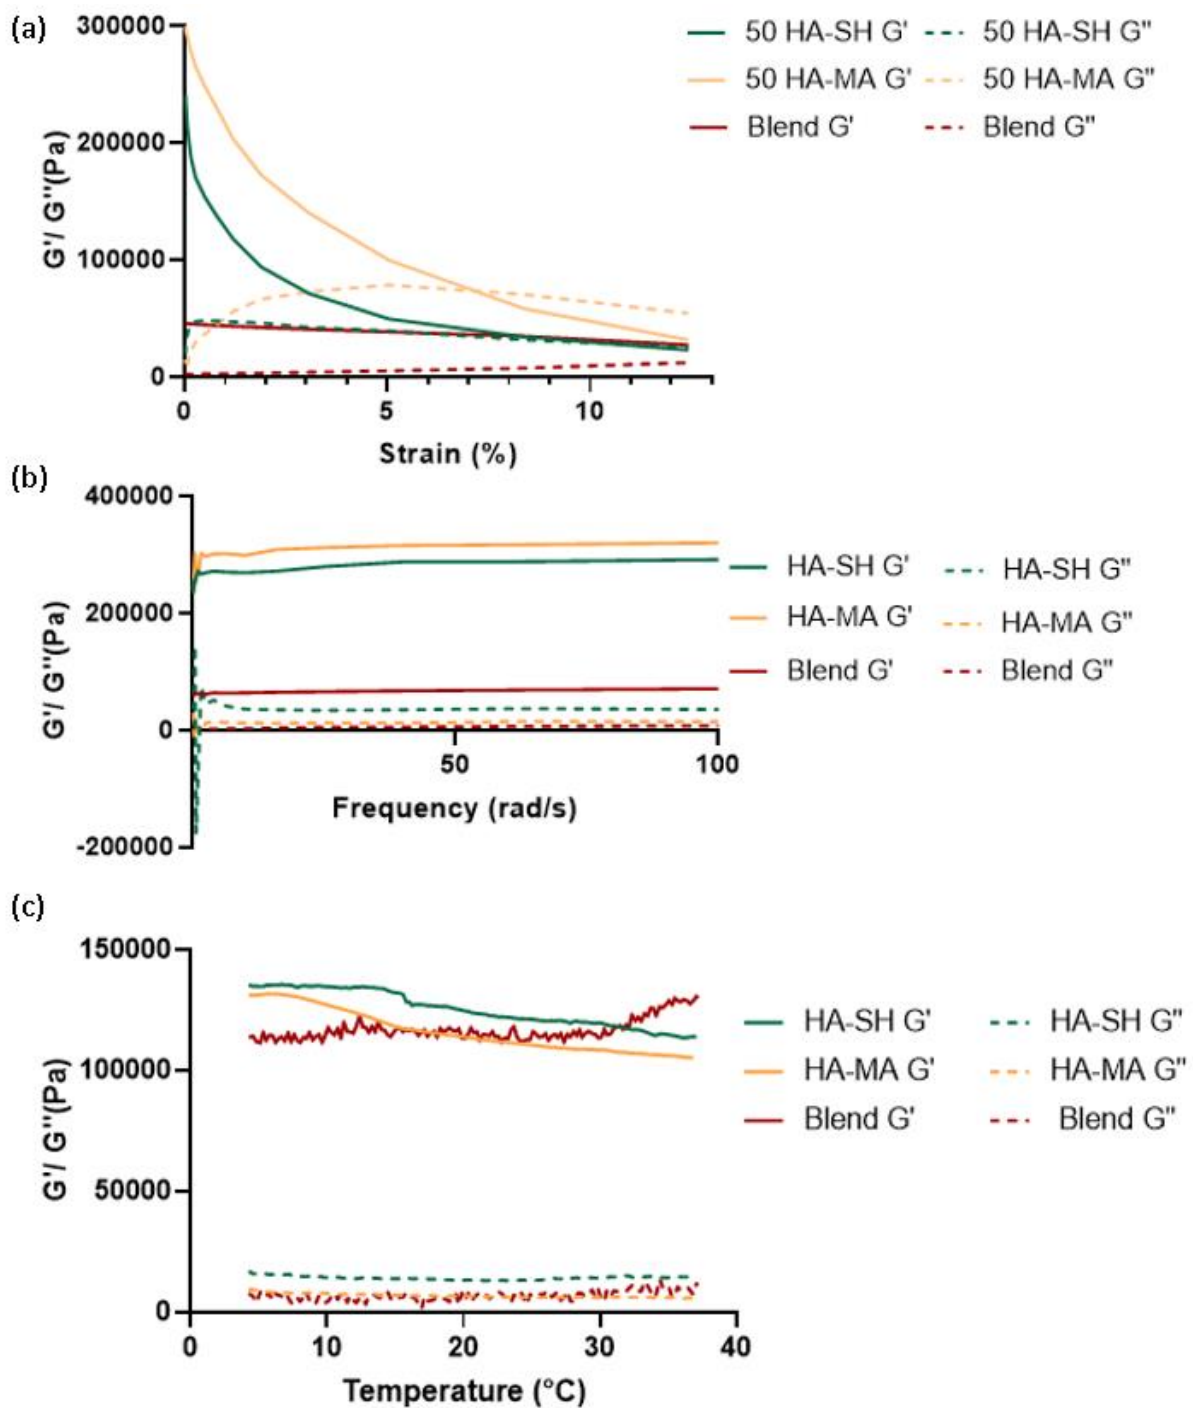 (a)
300000
200000
100000
0
G'/ G''(Pa)
0 5 10
Strain (%)
50 HA-SH G' 50 HA-SH G"
50 HA-MA G' 50 HA-MA G"
Blend G' Blend G"
(b)
400000
200000
0
-200000
G'/ G''(Pa)
50 100
Frequency (rad/s)
HA-SH G' HA-SH G"
HA-MA G' HA-MA G"
Blend G' Blend G"
(c)
150000
100000
50000
0
G'/ G''(Pa)
0 10 20 30 40
Temperature (°C)
HA-SH G' HA-SH G"
HA-MA G' HA-MA G"
Blend G' Blend G"